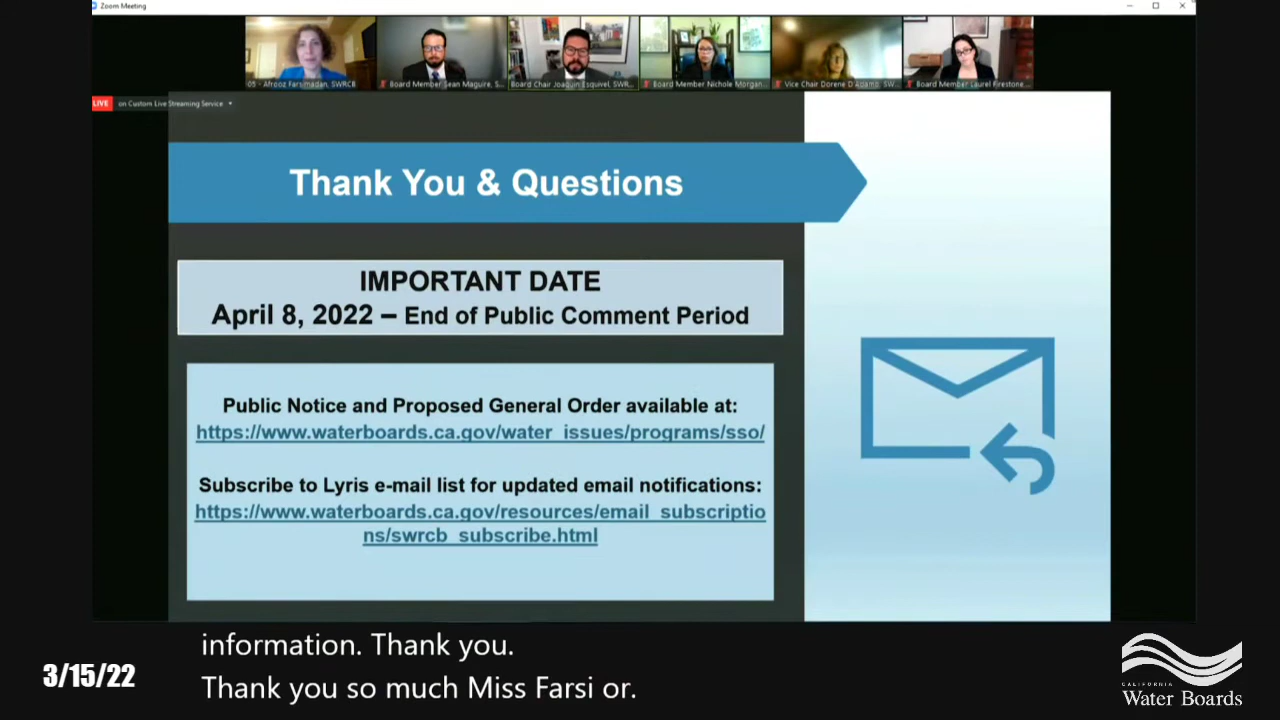 Zoom Meeting
05 - Afrooz Farsimadan, SWRCB
Board Member Sean Maguire, S...
Board Chair Joaquin Esquivel, SWR...
Board Member Nichole Morgan...
Vice Chair Dorene D'Adamo, SW...
Board Member Laurel Firestone...
LIVE on Custom Live Streaming Service
Thank You & Questions
IMPORTANT DATE
April 8, 2022 – End of Public Comment Period
Public Notice and Proposed General Order available at:
https://www.waterboards.ca.gov/water_issues/programs/sso/
Subscribe to Lyris e-mail list for updated email notifications:
https://www.waterboards.ca.gov/resources/email_subscriptio
ns/swrcb_subscribe.html
information. Thank you.
Thank you so much Miss Farsi or.
3/15/22
CALIFORNIA
Water Boards